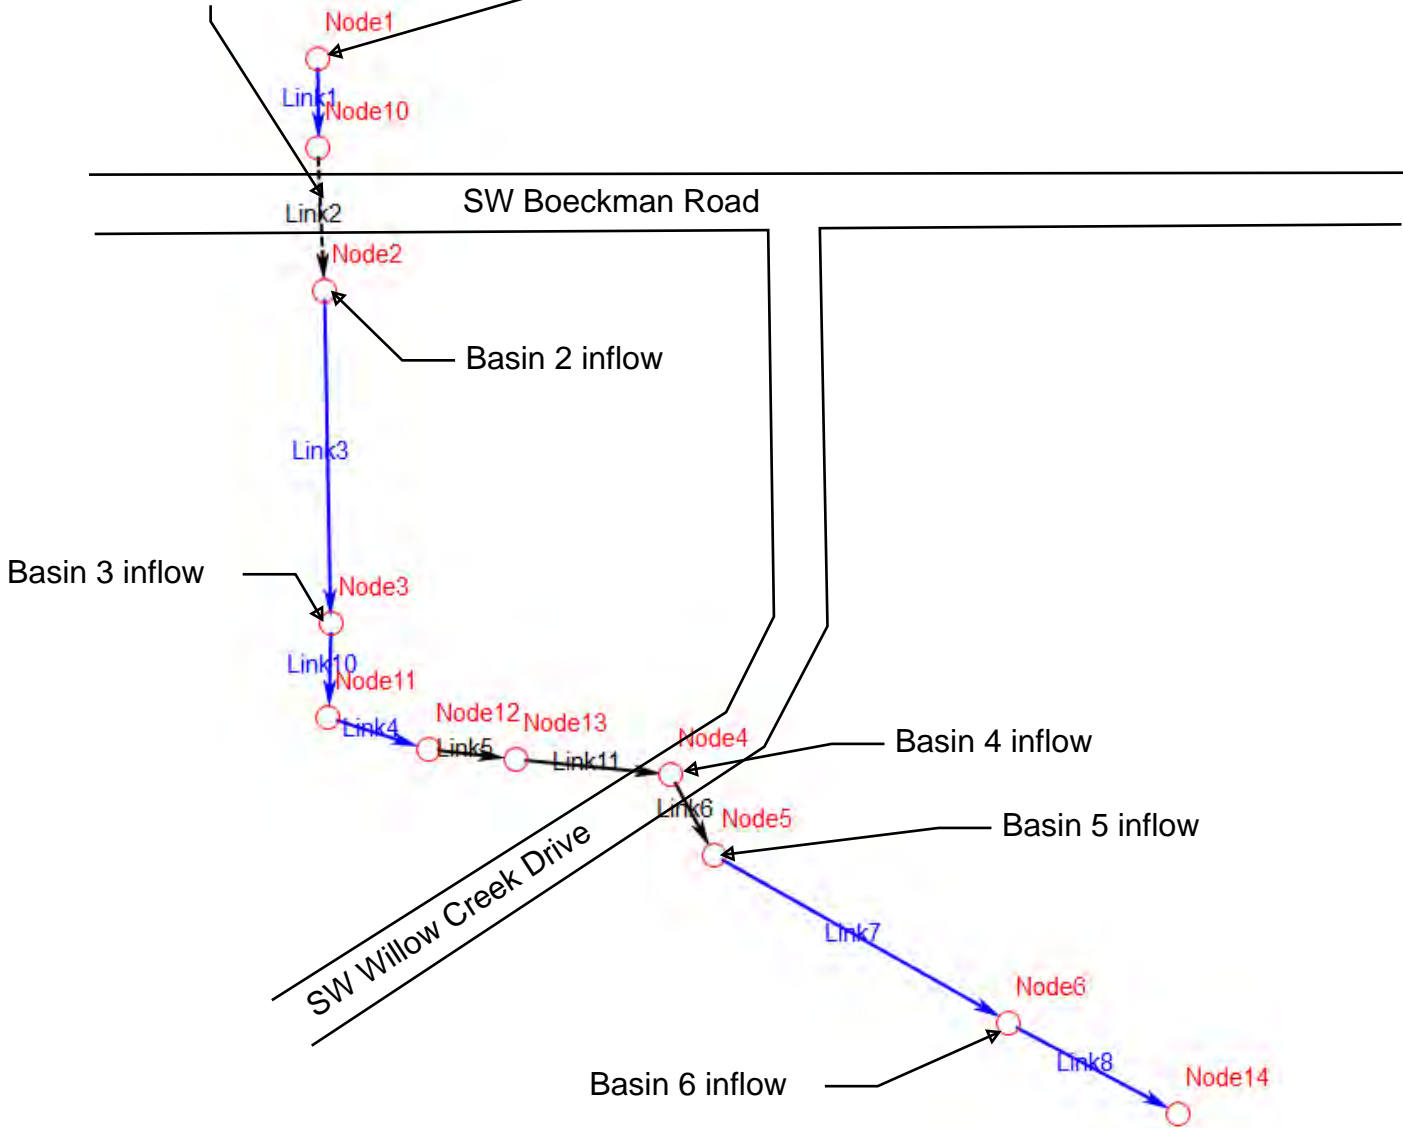 Node1
Link1
Node10
SW Boeckman Road
Link2
Node2
Basin 2 inflow
Link3
Basin 3 inflow
Node3
Link10
Node11
Link4
Node12
Node13
Link5
Link11
Node4
Basin 4 inflow
Link6
Node5
Basin 5 inflow
SW Willow Creek Drive
Link7
Node6
Link8
Basin 6 inflow
Node14